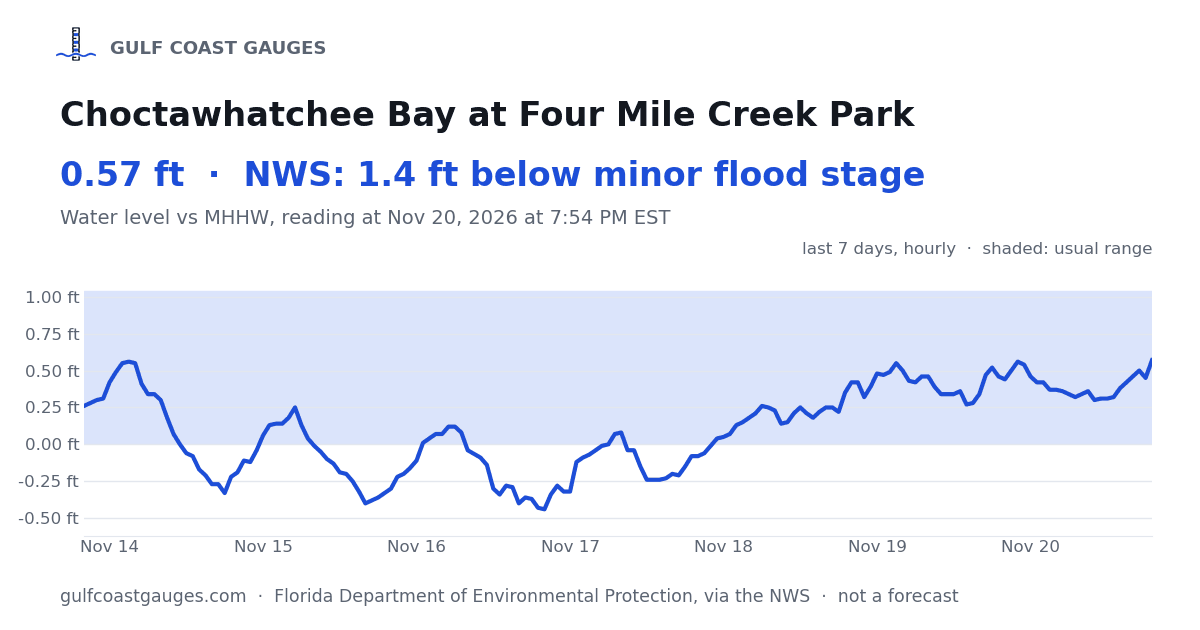 GULF COAST GAUGES
Choctawhatchee Bay at Four Mile Creek Park
0.57 ft · NWS: 1.4 ft below minor flood stage
Water level vs MHHW, reading at Nov 20, 2026 at 7:54 PM EST
last 7 days, hourly · shaded: usual range
1.00 ft
0.75 ft
0.50 ft
0.25 ft
0.00 ft
-0.25 ft
-0.50 ft
Nov 14 Nov 15 Nov 16 Nov 17 Nov 18 Nov 19 Nov 20
gulfcoastgauges.com · Florida Department of Environmental Protection, via the NWS · not a forecast